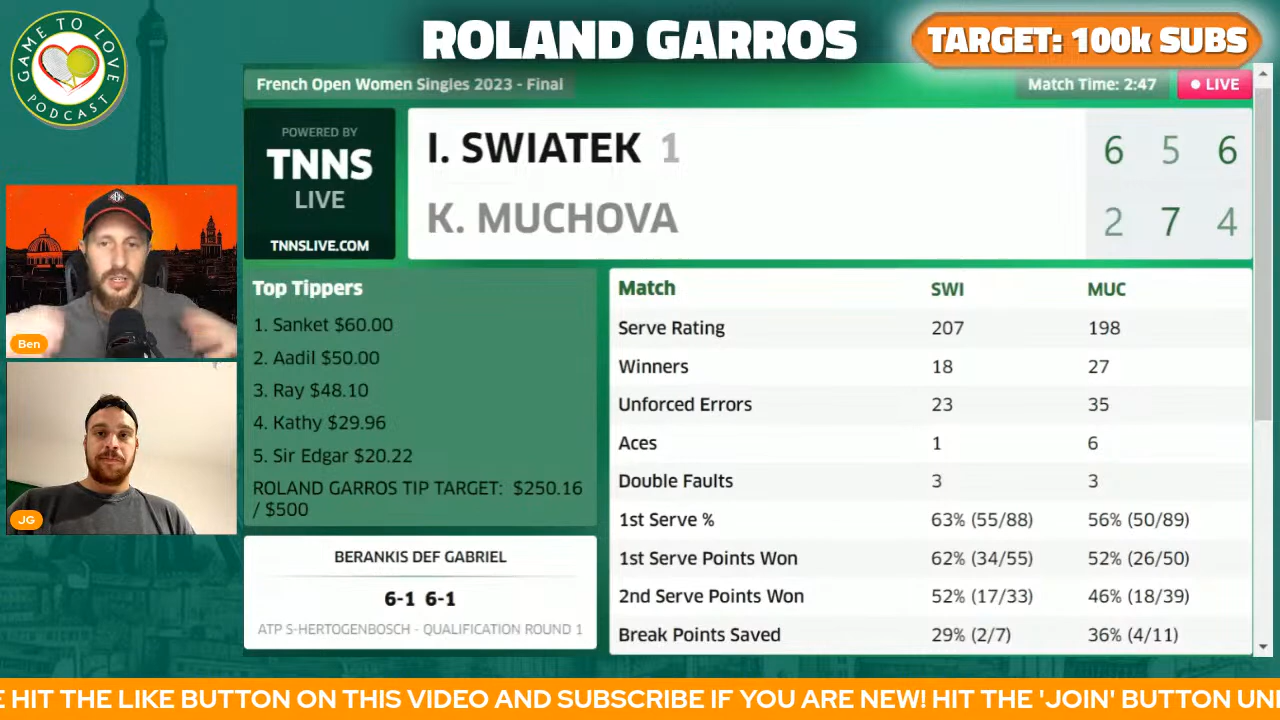 GAME TO LOVE
PODCAST
ROLAND GARROS
TARGET: 100k SUBS
French Open Women Singles 2023 - Final
Match Time: 2:47
LIVE
POWERED BY
TNNS
LIVE
TNNSLIVE.COM
I. SWIATEK 1 6 5 6
K. MUCHOVA 2 7 4
Ben
JG
Top Tippers
1. Sanket $60.00
2. Aadil $50.00
3. Ray $48.10
4. Kathy $29.96
5. Sir Edgar $20.22
ROLAND GARROS TIP TARGET: $250.16
/ $500
BERANKIS DEF GABRIEL
6-1 6-1
ATP S-HERTOGENBOSCH - QUALIFICATION ROUND 1
Match SWI MUC
Serve Rating 207 198
Winners 18 27
Unforced Errors 23 35
Aces 1 6
Double Faults 3 3
1st Serve % 63% (55/88) 56% (50/89)
1st Serve Points Won 62% (34/55) 52% (26/50)
2nd Serve Points Won 52% (17/33) 46% (18/39)
Break Points Saved 29% (2/7) 36% (4/11)
E HIT THE LIKE BUTTON ON THIS VIDEO AND SUBSCRIBE IF YOU ARE NEW! HIT THE 'JOIN' BUTTON UN